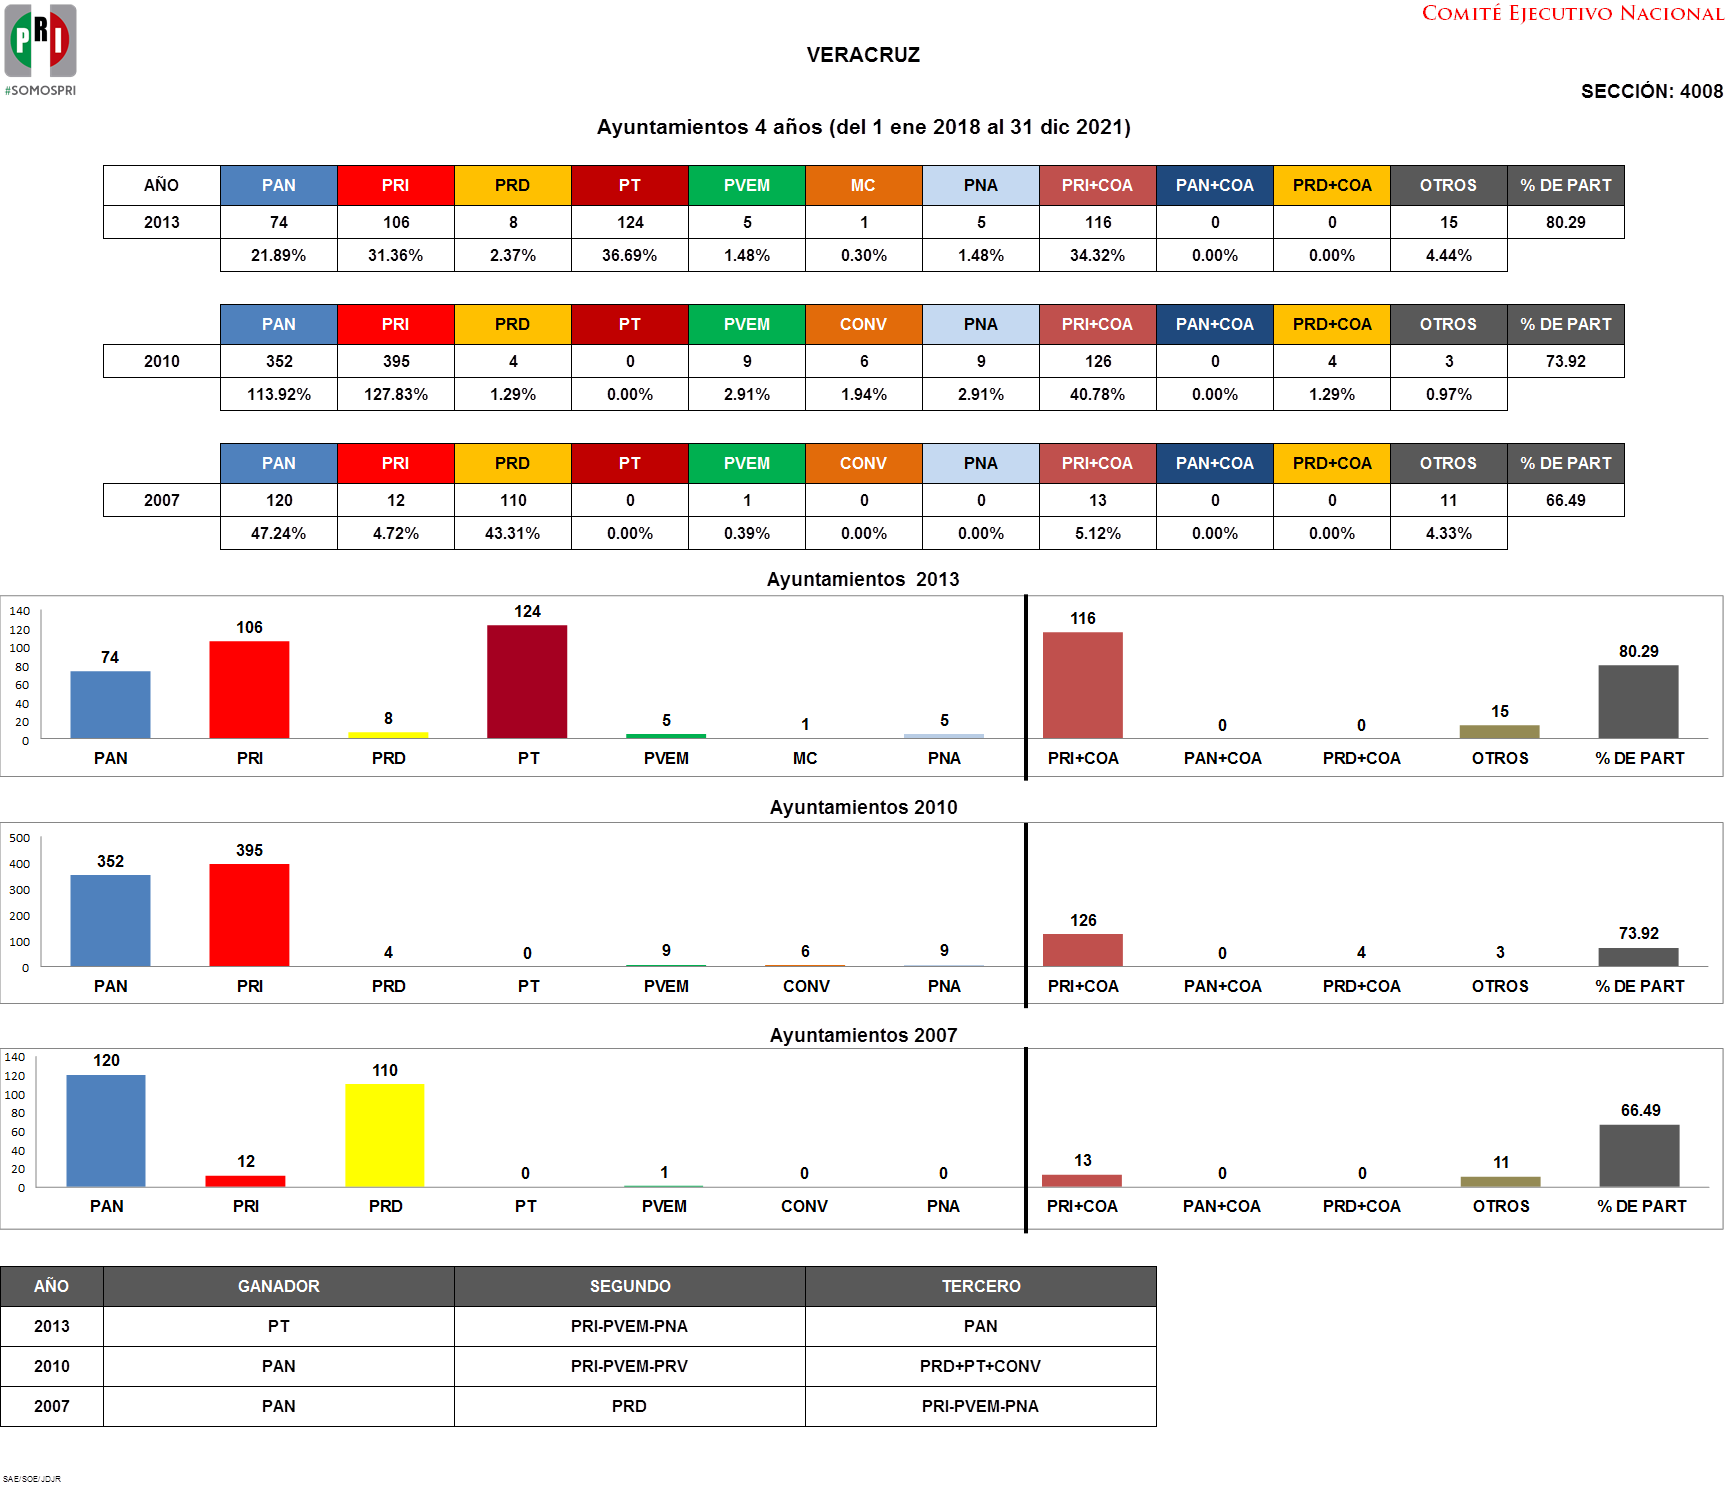 PRI
#SOMOSPRI
COMITÉ EJECUTIVO NACIONAL
VERACRUZ
SECCIÓN: 4008
Ayuntamientos 4 años (del 1 ene 2018 al 31 dic 2021)
AÑO PAN PRI PRD PT PVEM MC PNA PRI+COA PAN+COA PRD+COA OTROS % DE PART
2013 74 106 8 124 5 1 5 116 0 0 15 80.29
21.89% 31.36% 2.37% 36.69% 1.48% 0.30% 1.48% 34.32% 0.00% 0.00% 4.44%
PAN PRI PRD PT PVEM CONV PNA PRI+COA PAN+COA PRD+COA OTROS % DE PART
2010 352 395 4 0 9 6 9 126 0 4 3 73.92
113.92% 127.83% 1.29% 0.00% 2.91% 1.94% 2.91% 40.78% 0.00% 1.29% 0.97%
PAN PRI PRD PT PVEM CONV PNA PRI+COA PAN+COA PRD+COA OTROS % DE PART
2007 120 12 110 0 1 0 0 13 0 0 11 66.49
47.24% 4.72% 43.31% 0.00% 0.39% 0.00% 0.00% 5.12% 0.00% 0.00% 4.33%
Ayuntamientos 2013
140
120
100
80
60
40
20
0
74 106 8 124 5 1 5 116 0 0 15 80.29
PAN PRI PRD PT PVEM MC PNA PRI+COA PAN+COA PRD+COA OTROS % DE PART
Ayuntamientos 2010
500
400
300
200
100
0
352 395 4 0 9 6 9 126 0 4 3 73.92
PAN PRI PRD PT PVEM CONV PNA PRI+COA PAN+COA PRD+COA OTROS % DE PART
Ayuntamientos 2007
140
120
100
80
60
40
20
0
120 12 110 0 1 0 0 13 0 0 11 66.49
PAN PRI PRD PT PVEM CONV PNA PRI+COA PAN+COA PRD+COA OTROS % DE PART
AÑO GANADOR SEGUNDO TERCERO
2013 PT PRI-PVEM-PNA PAN
2010 PAN PRI-PVEM-PRV PRD+PT+CONV
2007 PAN PRD PRI-PVEM-PNA
SAE/SOE/JDJR